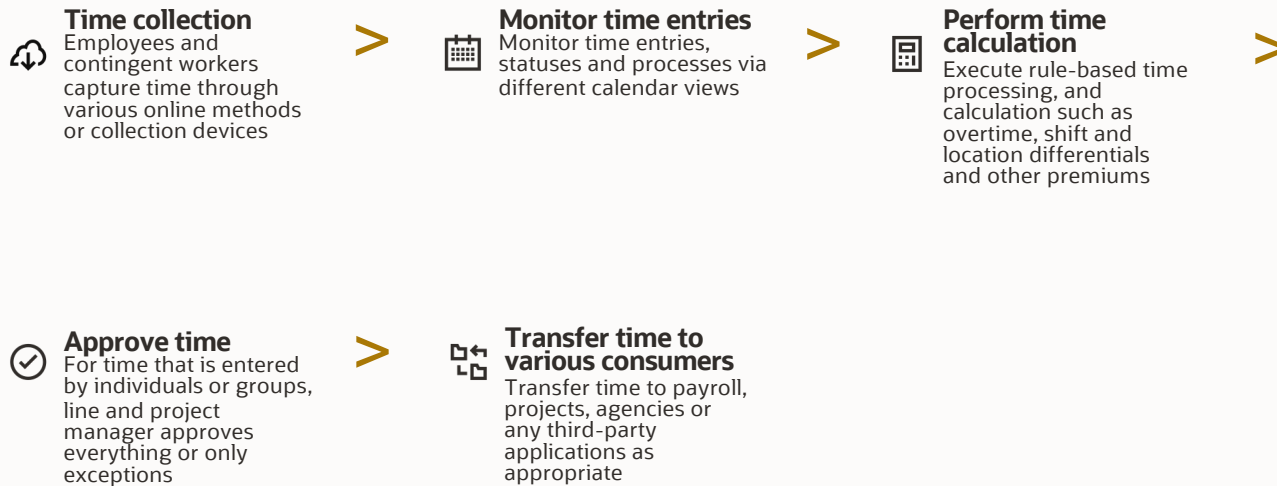 Time collection
Employees and
contingent workers
capture time through
various online methods
or collection devices
>
Monitor time entries
Monitor time entries,
statuses and processes via
different calendar views
>
Perform time
calculation
Execute rule-based time
processing, and
calculation such as
overtime, shift and
location differentials
and other premiums
>
Approve time
For time that is entered
by individuals or groups,
line and project
manager approves
everything or only
exceptions
>
Transfer time to
various consumers
Transfer time to payroll,
projects, agencies or
any third-party
applications as
appropriate